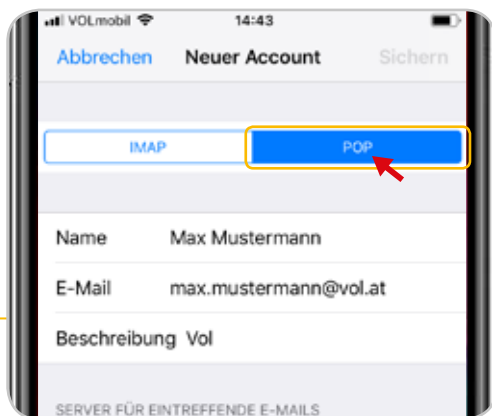 VOLmobil 14:43
Abbrechen Neuer Account Sichern
IMAP POP
Name Max Mustermann
E-Mail max.mustermann@vol.at
Beschreibung Vol
SERVER FÜR EINTREFFENDE E-MAILS